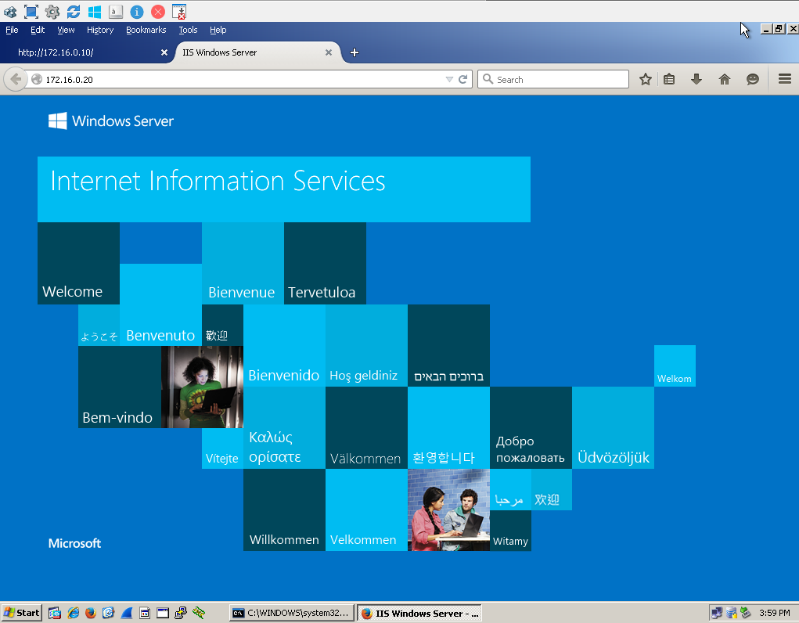 File Edit View History Bookmarks Tools Help
http://172.16.0.10/
IIS Windows Server
172.16.0.20
Search
Windows Server
Internet Information Services
Welcome
Bienvenue
Tervetuloa
ようこそ
Benvenuto
歡迎
Bienvenido
Hoş geldiniz
ברוכים הבאים
Welkom
Bem-vindo
Vítejte
Καλώς
ορίσατε
Välkommen
환영합니다
Добро
пожаловать
Üdvözöljük
Willkommen
Velkommen
مرحبا
欢迎
Witamy
Microsoft
Start
C:\WINDOWS\system32...
IIS Windows Server - ...
3:59 PM